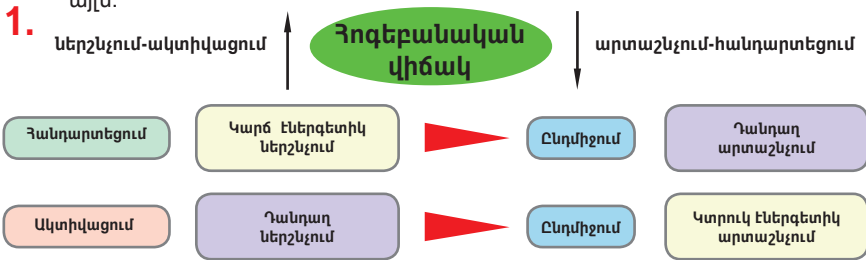 այլն:
1.
ներշնչում-ակտիվացում
Հոգեբանական
վիճակ
արտաշնչում-հանդարտեցում
Հանդարտեցում
Կարճ էներգետիկ
ներշնչում
Ընդմիջում
Դանդաղ
արտաշնչում
Ակտիվացում
Դանդաղ
ներշնչում
Ընդմիջում
Կտրուկ էներգետիկ
արտաշնչում